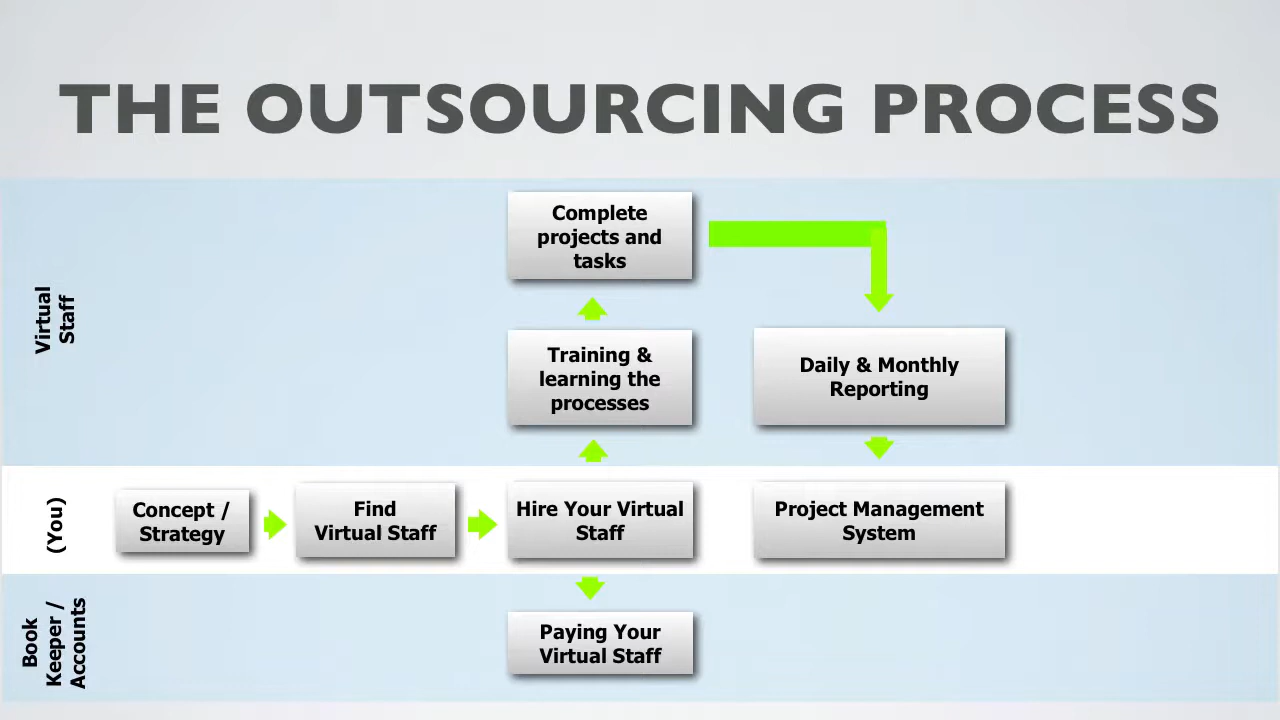 THE OUTSOURCING PROCESS
Virtual
Staff
Complete
projects and
tasks
Training &
learning the
processes
Daily & Monthly
Reporting
(You)
Concept /
Strategy
Find
Virtual Staff
Hire Your Virtual
Staff
Project Management
System
Book
Keeper /
Accounts
Paying Your
Virtual Staff